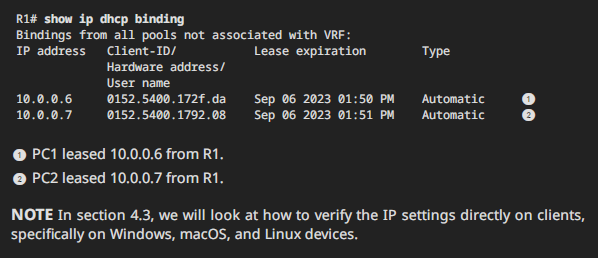 R1# show ip dhcp binding
Bindings from all pools not associated with VRF:
IP address Client-ID/ Lease expiration Type
Hardware address/
User name
10.0.0.6 0152.5400.172f.da Sep 06 2023 01:50 PM Automatic 1
10.0.0.7 0152.5400.1792.08 Sep 06 2023 01:51 PM Automatic 2
1 PC1 leased 10.0.0.6 from R1.
2 PC2 leased 10.0.0.7 from R1.
NOTE In section 4.3, we will look at how to verify the IP settings directly on clients,
specifically on Windows, macOS, and Linux devices.